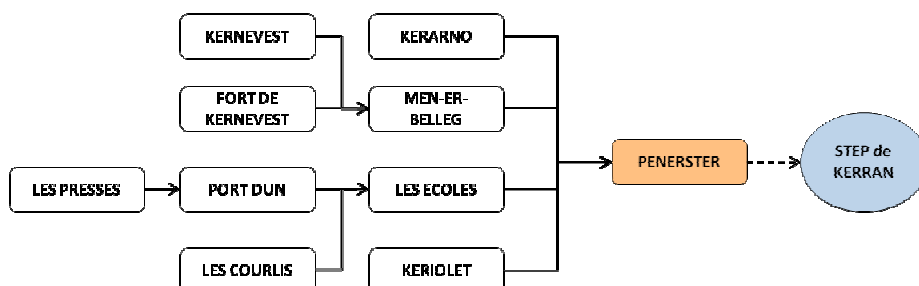 KERNEVEST
KERARNO
FORT DE
KERNEVEST
MEN-ER-
BELLEG
PENERSTER
STEP de
KERRAN
LES PRESSES
PORT DUN
LES ECOLES
LES COURLIS
KERIOLET